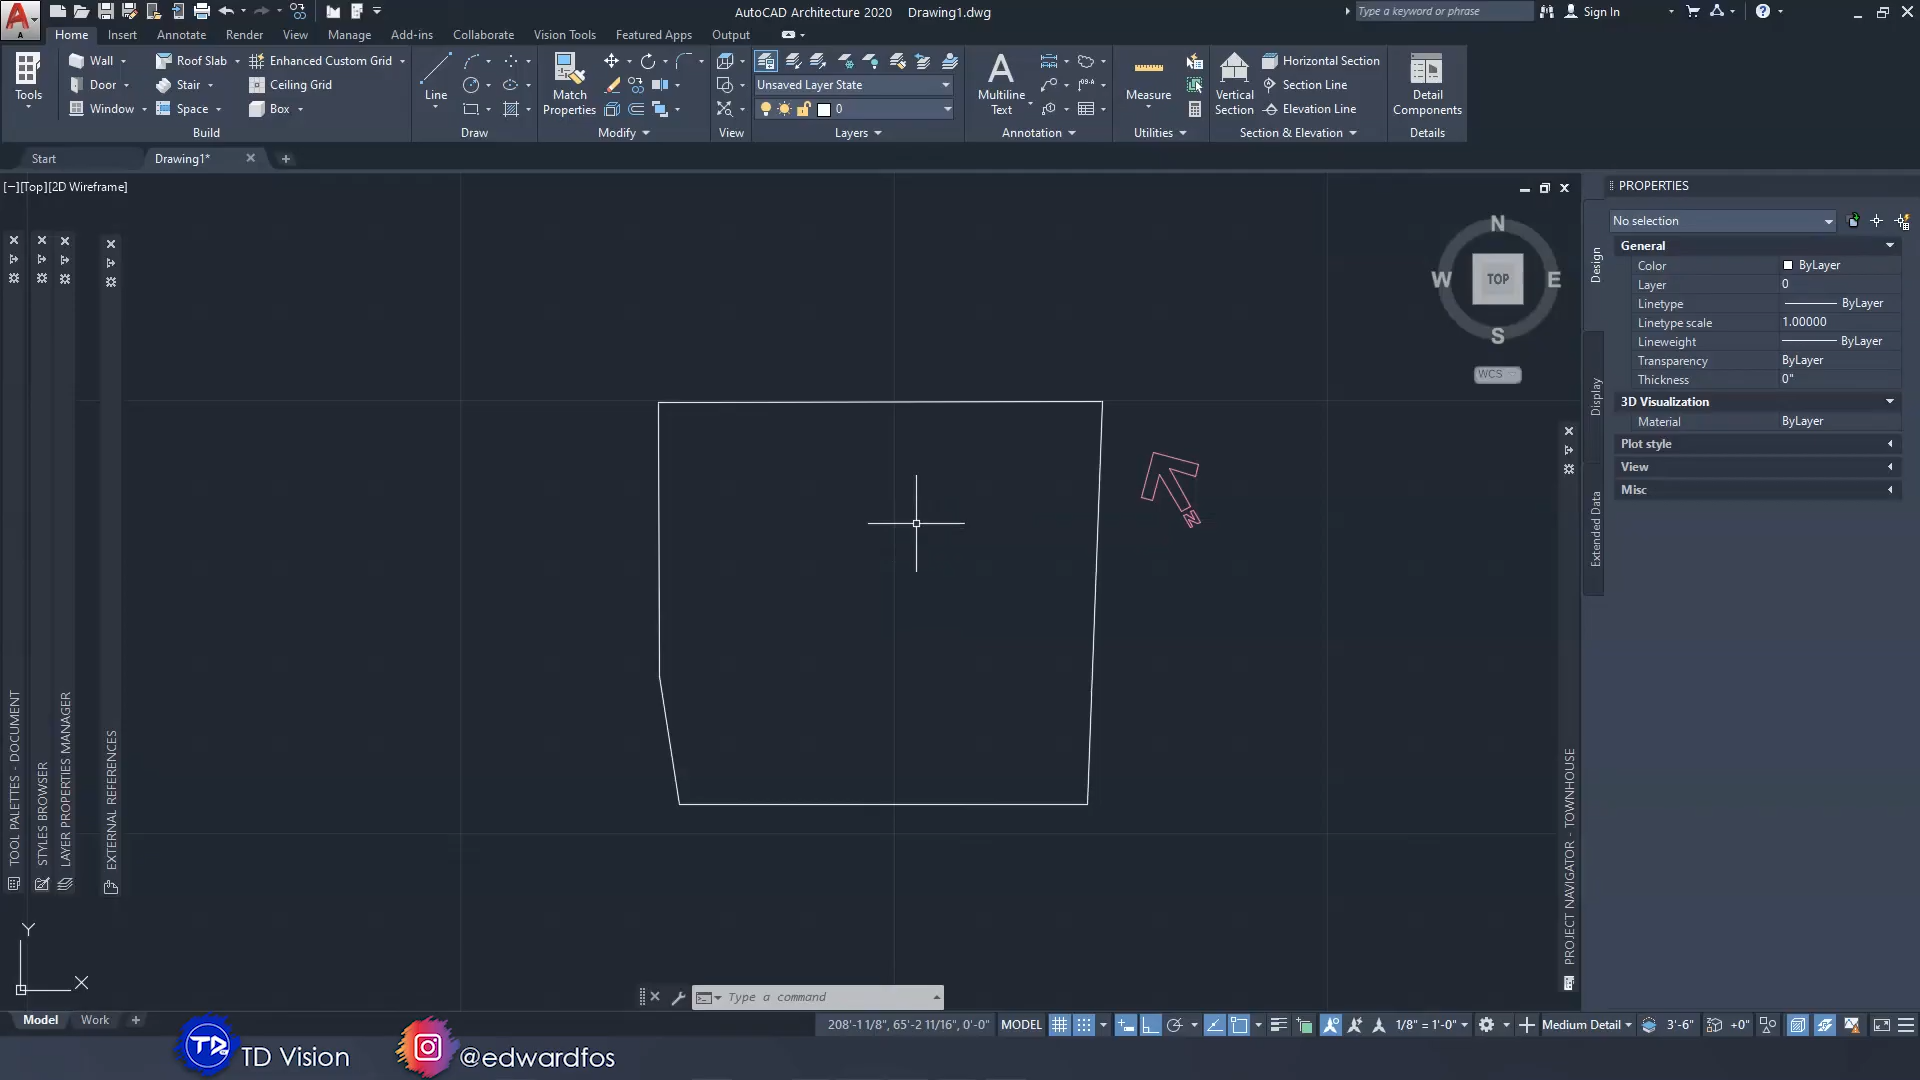 AutoCAD Architecture 2020 Drawing1.dwg
Type a keyword or phrase
Sign In
Home Insert Annotate Render View Manage Add-ins Collaborate Vision Tools Featured Apps Output
Tools
Wall
Door
Window
Roof Slab
Stair
Space
Enhanced Custom Grid
Ceiling Grid
Box
Build
Line
Draw
Match
Properties
Modify
View
Unsaved Layer State
0
Layers
A
Multiline
Text
Annotation
Measure
Utilities
Vertical
Section
Horizontal Section
Section Line
Elevation Line
Section & Elevation
Detail
Components
Details
Start
Drawing1*
[−][Top][2D Wireframe]
N
W
TOP
E
S
WCS
N
TOOL PALETTES - DOCUMENT
STYLES BROWSER
LAYER PROPERTIES MANAGER
EXTERNAL REFERENCES
PROJECT NAVIGATOR - TOWNHOUSE
PROPERTIES
No selection
Design
Display
Extended Data
General
Color ByLayer
Layer 0
Linetype ByLayer
Linetype scale 1.00000
Lineweight ByLayer
Transparency ByLayer
Thickness 0"
3D Visualization
Material ByLayer
Plot style
View
Misc
Y
X
Type a command
Model Work
208'-1 1/8", 65'-2 11/16", 0'-0" MODEL 1/8" = 1'-0" Medium Detail 3'-6" +0"
TD
TD Vision
@edwardfos